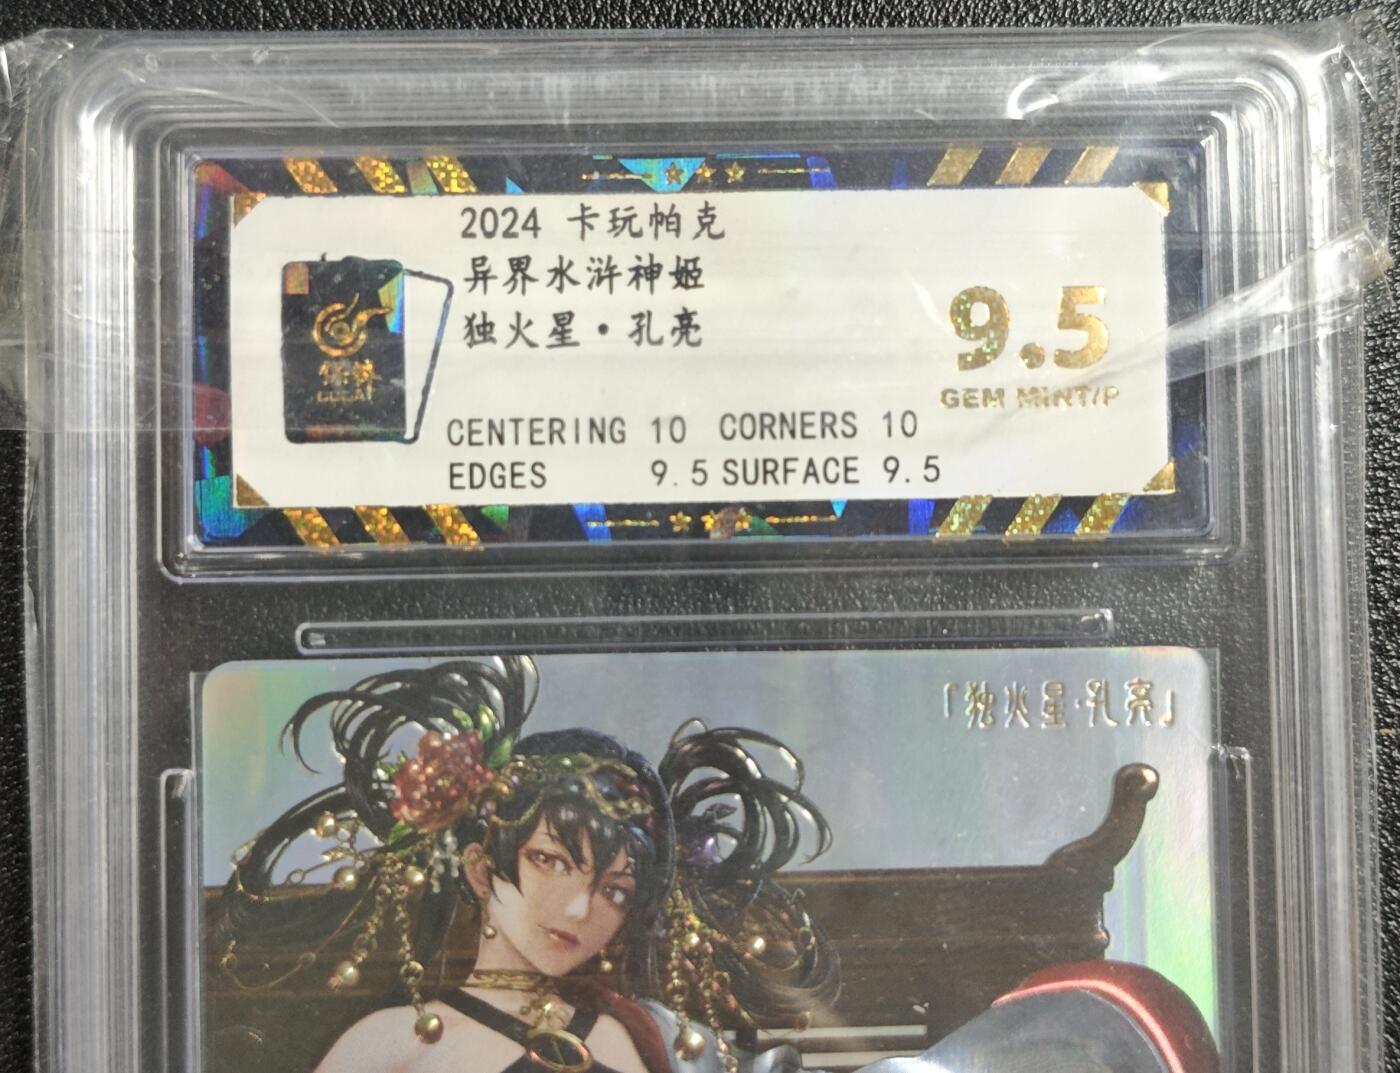 2024 卡玩帕克
异界水浒神姬
独火星·孔亮
9.5
GEM MINT/P
CENTERING 10 CORNERS 10
EDGES 9.5 SURFACE 9.5
「独火星·孔亮」